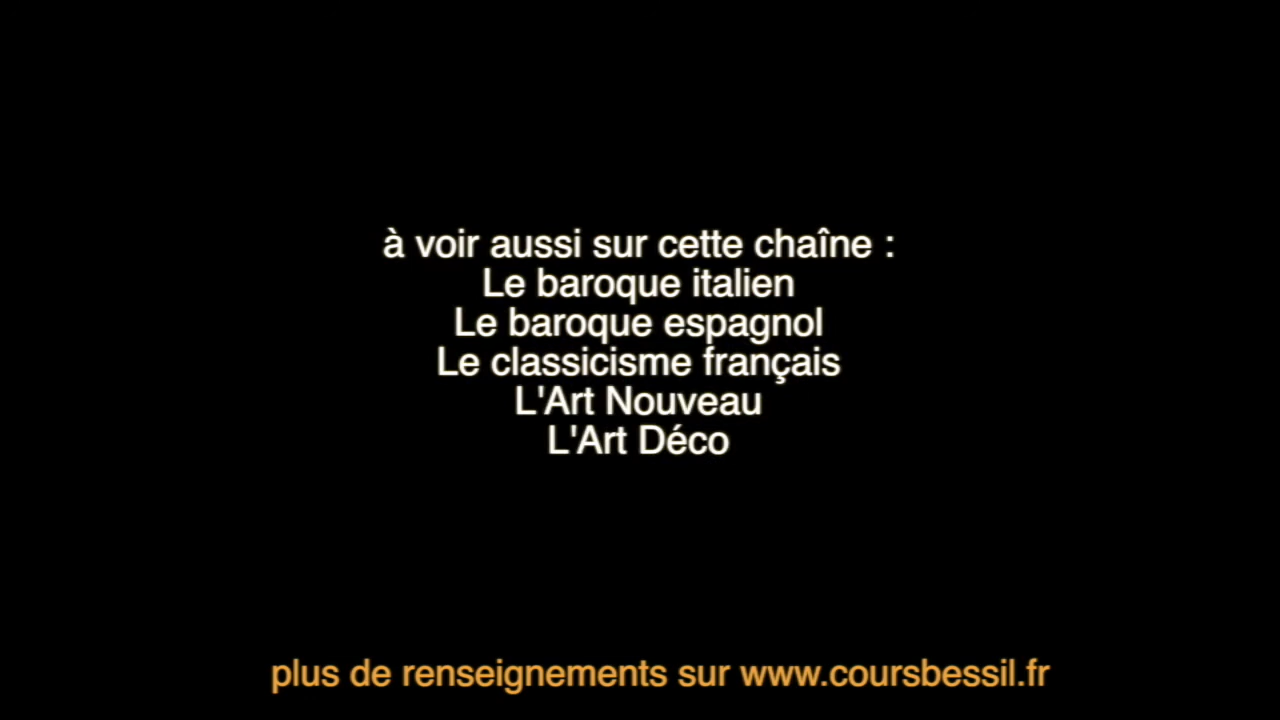 à voir aussi sur cette chaîne :
Le baroque italien
Le baroque espagnol
Le classicisme français
L'Art Nouveau
L'Art Déco
plus de renseignements sur www.coursbessil.fr